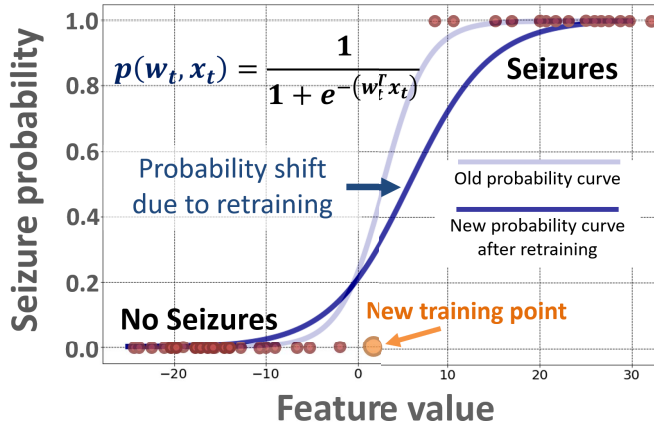 Seizure probability
1.0
0.8
0.6
0.4
0.2
0.0
p(w_t, x_t) = 1 / (1 + e^{-(w_t^T x_t)})
Seizures
Probability shift
due to retraining
Old probability curve
New probability curve
after retraining
No Seizures
New training point
−20
−10
0
10
20
30
Feature value